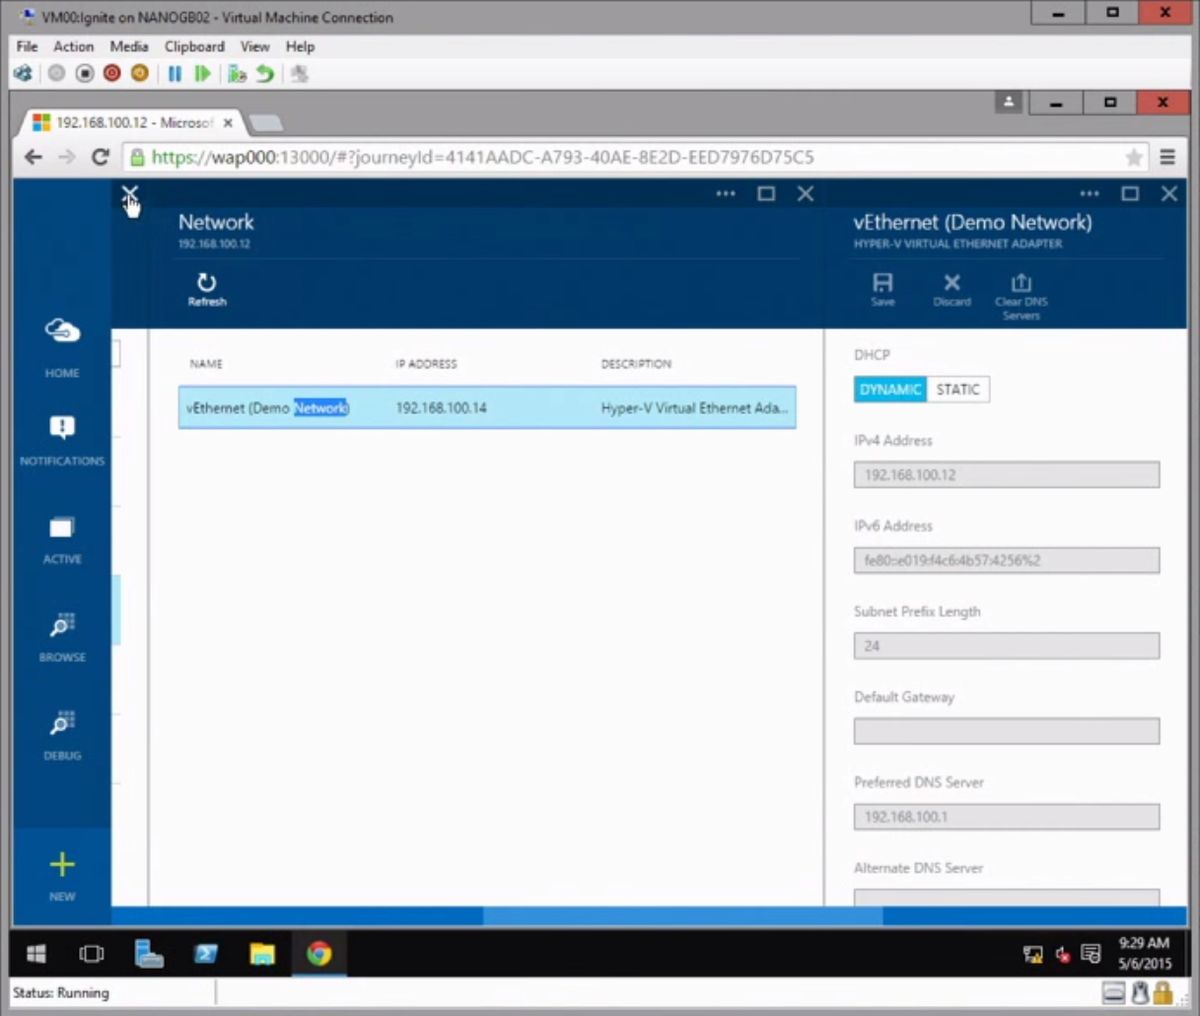 VM00:Ignite on NANOGB02 - Virtual Machine Connection
File Action Media Clipboard View Help
192.168.100.12 - Microsof
https://wap000:13000/#?journeyId=4141AADC-A793-40AE-8E2D-EED7976D75C5
Network
192.168.100.12
Refresh
NAME IP ADDRESS DESCRIPTION
vEthernet (Demo Network) 192.168.100.14 Hyper-V Virtual Ethernet Ada...
vEthernet (Demo Network)
HYPER-V VIRTUAL ETHERNET ADAPTER
Save Discard Clear DNS
Servers
DHCP
DYNAMIC STATIC
IPv4 Address
192.168.100.12
IPv6 Address
fe80::e019:f4c6:4b57:4256%2
Subnet Prefix Length
24
Default Gateway
Preferred DNS Server
192.168.100.1
Alternate DNS Server
HOME
NOTIFICATIONS
ACTIVE
BROWSE
DEBUG
NEW
9:29 AM
5/6/2015
Status: Running